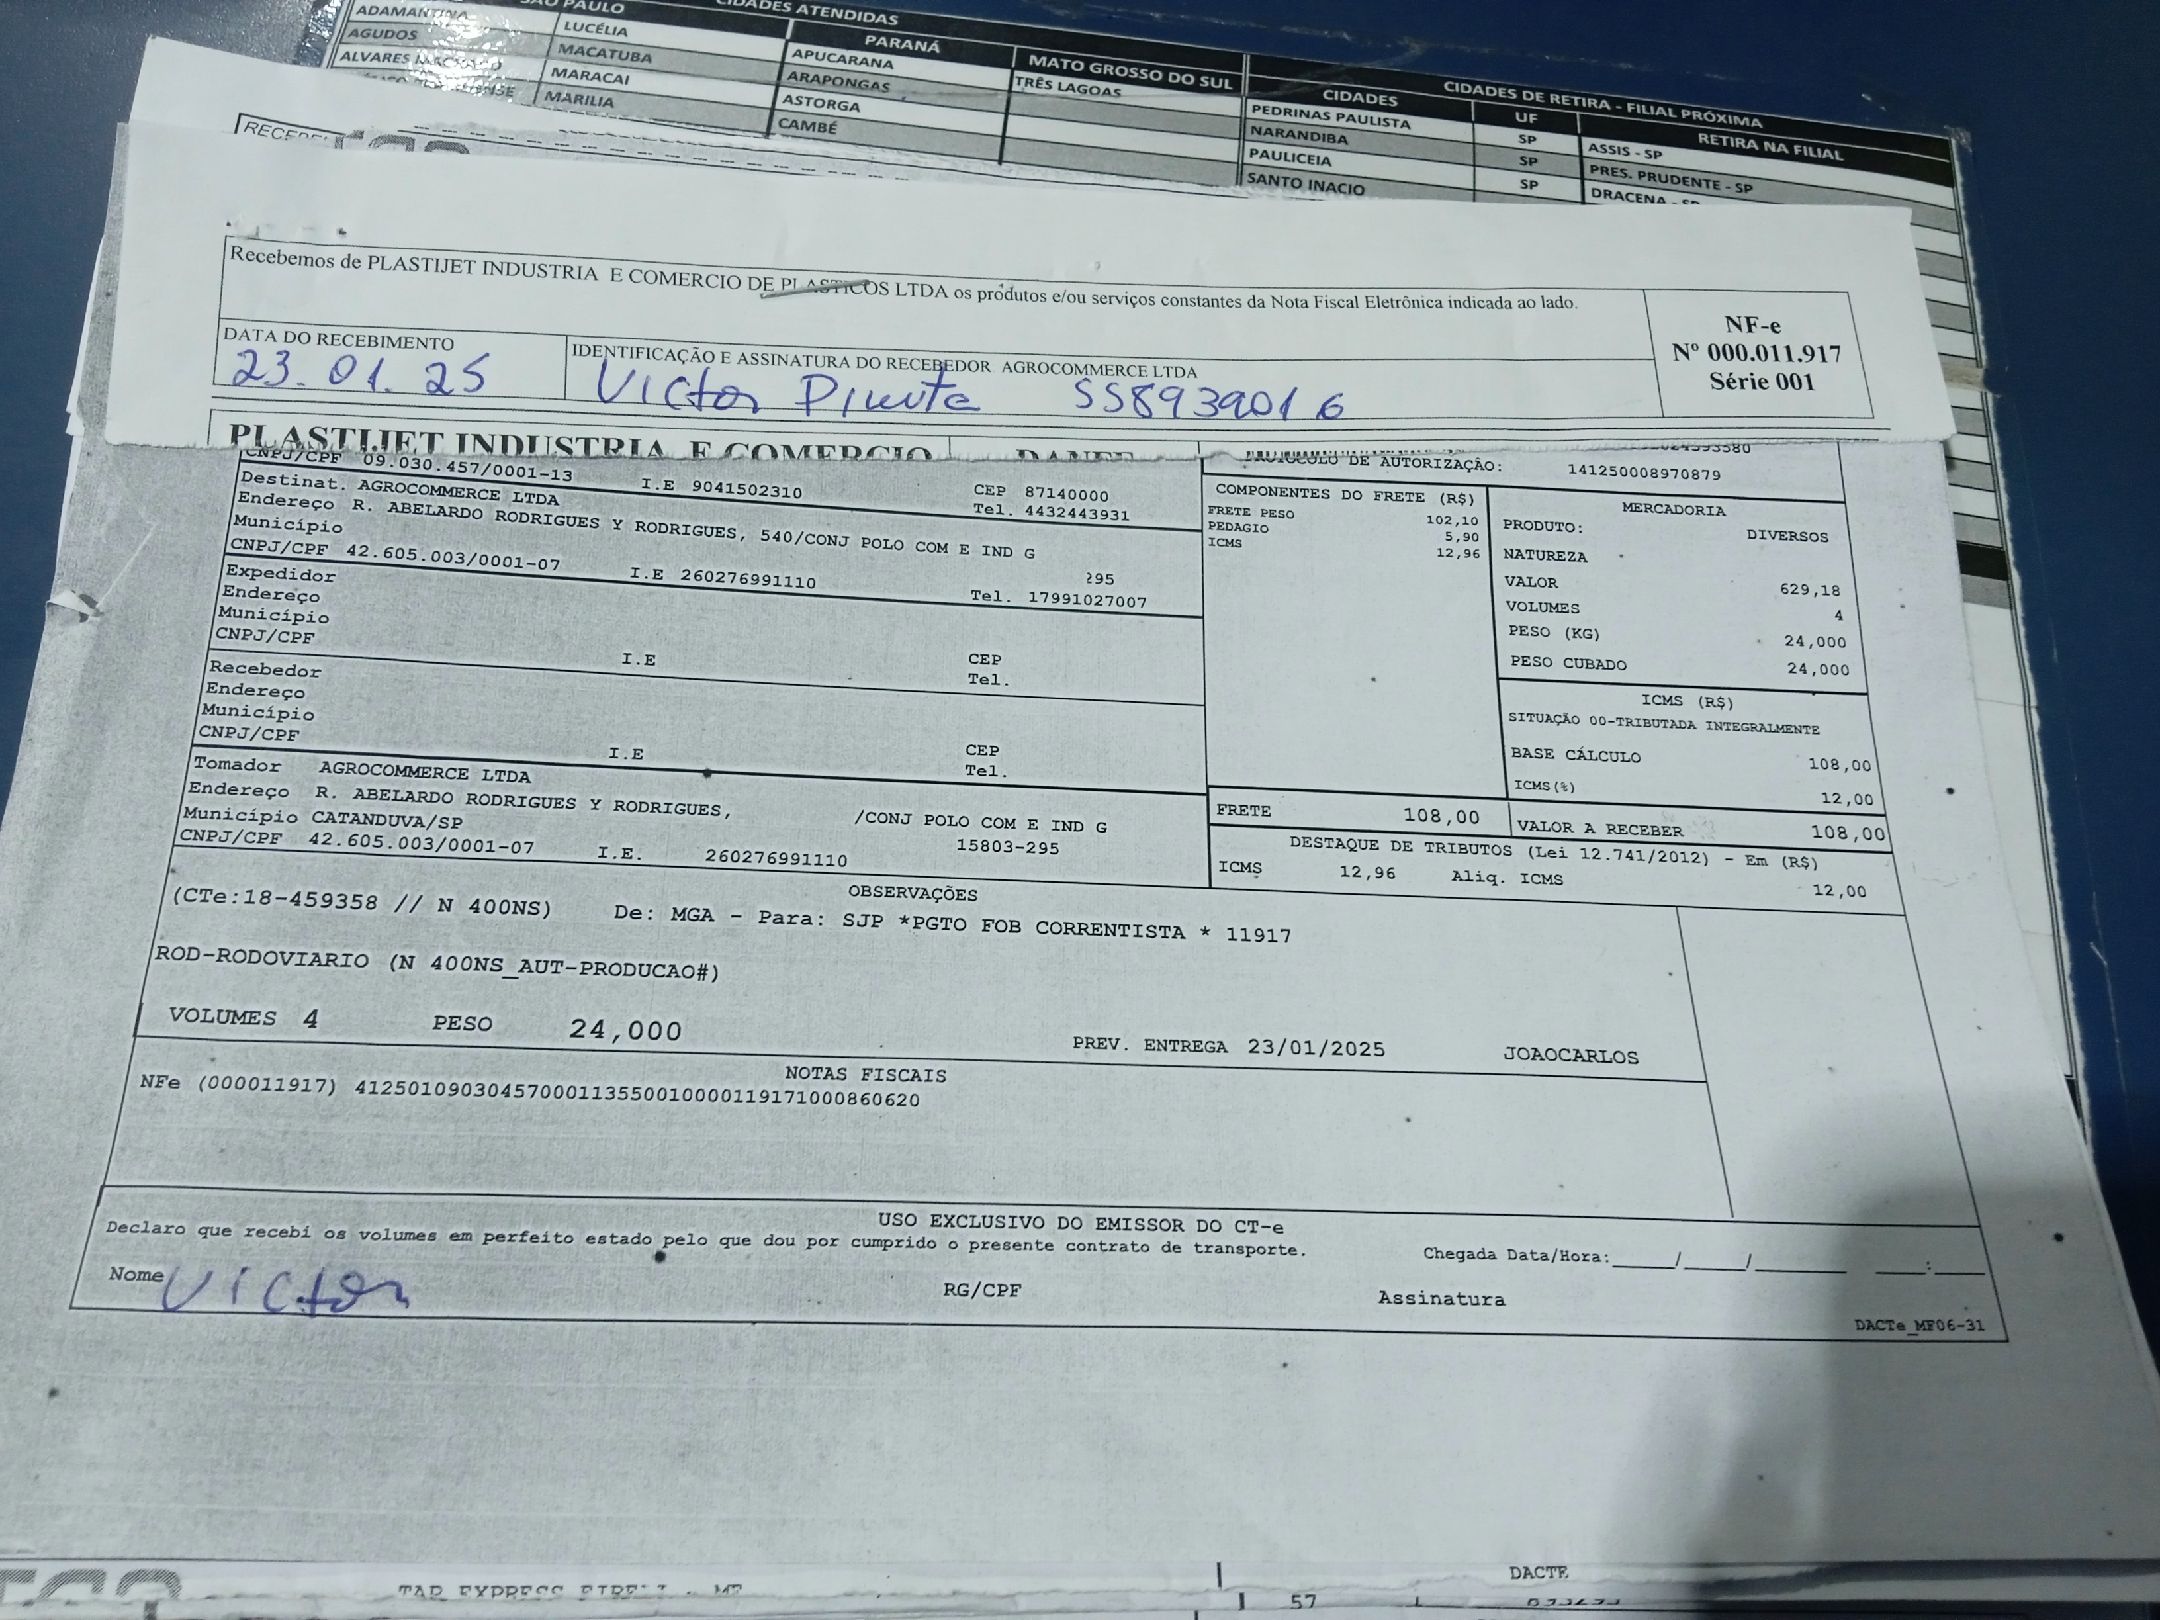 CIDADES ATENDIDAS
PAULO
PARANÁ
MATO GROSSO DO SUL
CIDADES DE RETIRA - FILIAL PRÓXIMA
ADAMANTINA
LUCÉLIA
APUCARANA
TRÊS LAGOAS
CIDADES
UF
RETIRA NA FILIAL
AGUDOS
MACATUBA
ARAPONGAS
PEDRINAS PAULISTA
SP
ASSIS - SP
MARACAI
ASTORGA
NARANDIBA
SP
PRES. PRUDENTE - SP
MARILIA
CAMBÉ
PAULICEIA
SP
DRACENA - SP
SANTO INACIO
Recebemos de PLASTIJET INDUSTRIA E COMERCIO DE PLASTICOS LTDA os produtos e/ou serviços constantes da Nota Fiscal Eletrônica indicada ao lado.
NF-e
Nº 000.011.917
Série 001
DATA DO RECEBIMENTO
23.01.25
IDENTIFICAÇÃO E ASSINATURA DO RECEBEDOR AGROCOMMERCE LTDA
Victor
PLASTIJET INDUSTRIA E COMERCIO
DANFE
CNPJ/CPF 09.030.457/0001-13 I.E 9041502310 CEP 87140000
Tel. 4432443931
Destinat. AGROCOMMERCE LTDA
Endereço R. ABELARDO RODRIGUES Y RODRIGUES, 540/CONJ POLO COM E IND G
Município 295
CNPJ/CPF 42.605.003/0001-07 I.E 260276991110 Tel. 17991027007
Expedidor
Endereço
Município CEP
CNPJ/CPF I.E Tel.
Recebedor
Endereço
Município CEP
CNPJ/CPF I.E Tel.
Tomador AGROCOMMERCE LTDA
Endereço R. ABELARDO RODRIGUES Y RODRIGUES, /CONJ POLO COM E IND G
Município CATANDUVA/SP 15803-295
CNPJ/CPF 42.605.003/0001-07 I.E. 260276991110
PROTOCOLO DE AUTORIZAÇÃO: 141250008970879
COMPONENTES DO FRETE (R$)
FRETE PESO 102,10
PEDAGIO 5,90
ICMS 12,96
MERCADORIA
PRODUTO: DIVERSOS
NATUREZA
VALOR 629,18
VOLUMES 4
PESO (KG) 24,000
PESO CUBADO 24,000
ICMS (R$)
SITUAÇÃO 00-TRIBUTADA INTEGRALMENTE
BASE CÁLCULO 108,00
ICMS(%) 12,00
FRETE 108,00 VALOR A RECEBER 108,00
DESTAQUE DE TRIBUTOS (Lei 12.741/2012) - Em (R$)
ICMS 12,96 Aliq. ICMS 12,00
OBSERVAÇÕES
(CTe:18-459358 // N 400NS) De: MGA - Para: SJP *PGTO FOB CORRENTISTA * 11917
ROD-RODOVIARIO (N 400NS_AUT-PRODUCAO#)
VOLUMES 4 PESO 24,000 PREV. ENTREGA 23/01/2025 JOAOCARLOS
NOTAS FISCAIS
NFe (000011917) 41250109030457000113550010000119171000860620
USO EXCLUSIVO DO EMISSOR DO CT-e
Declaro que recebi os volumes em perfeito estado pelo que dou por cumprido o presente contrato de transporte.
Chegada Data/Hora:_____/_____/_______ ____:____
Nome Victor RG/CPF Assinatura
DACTe_MF06-31
DACTE
57